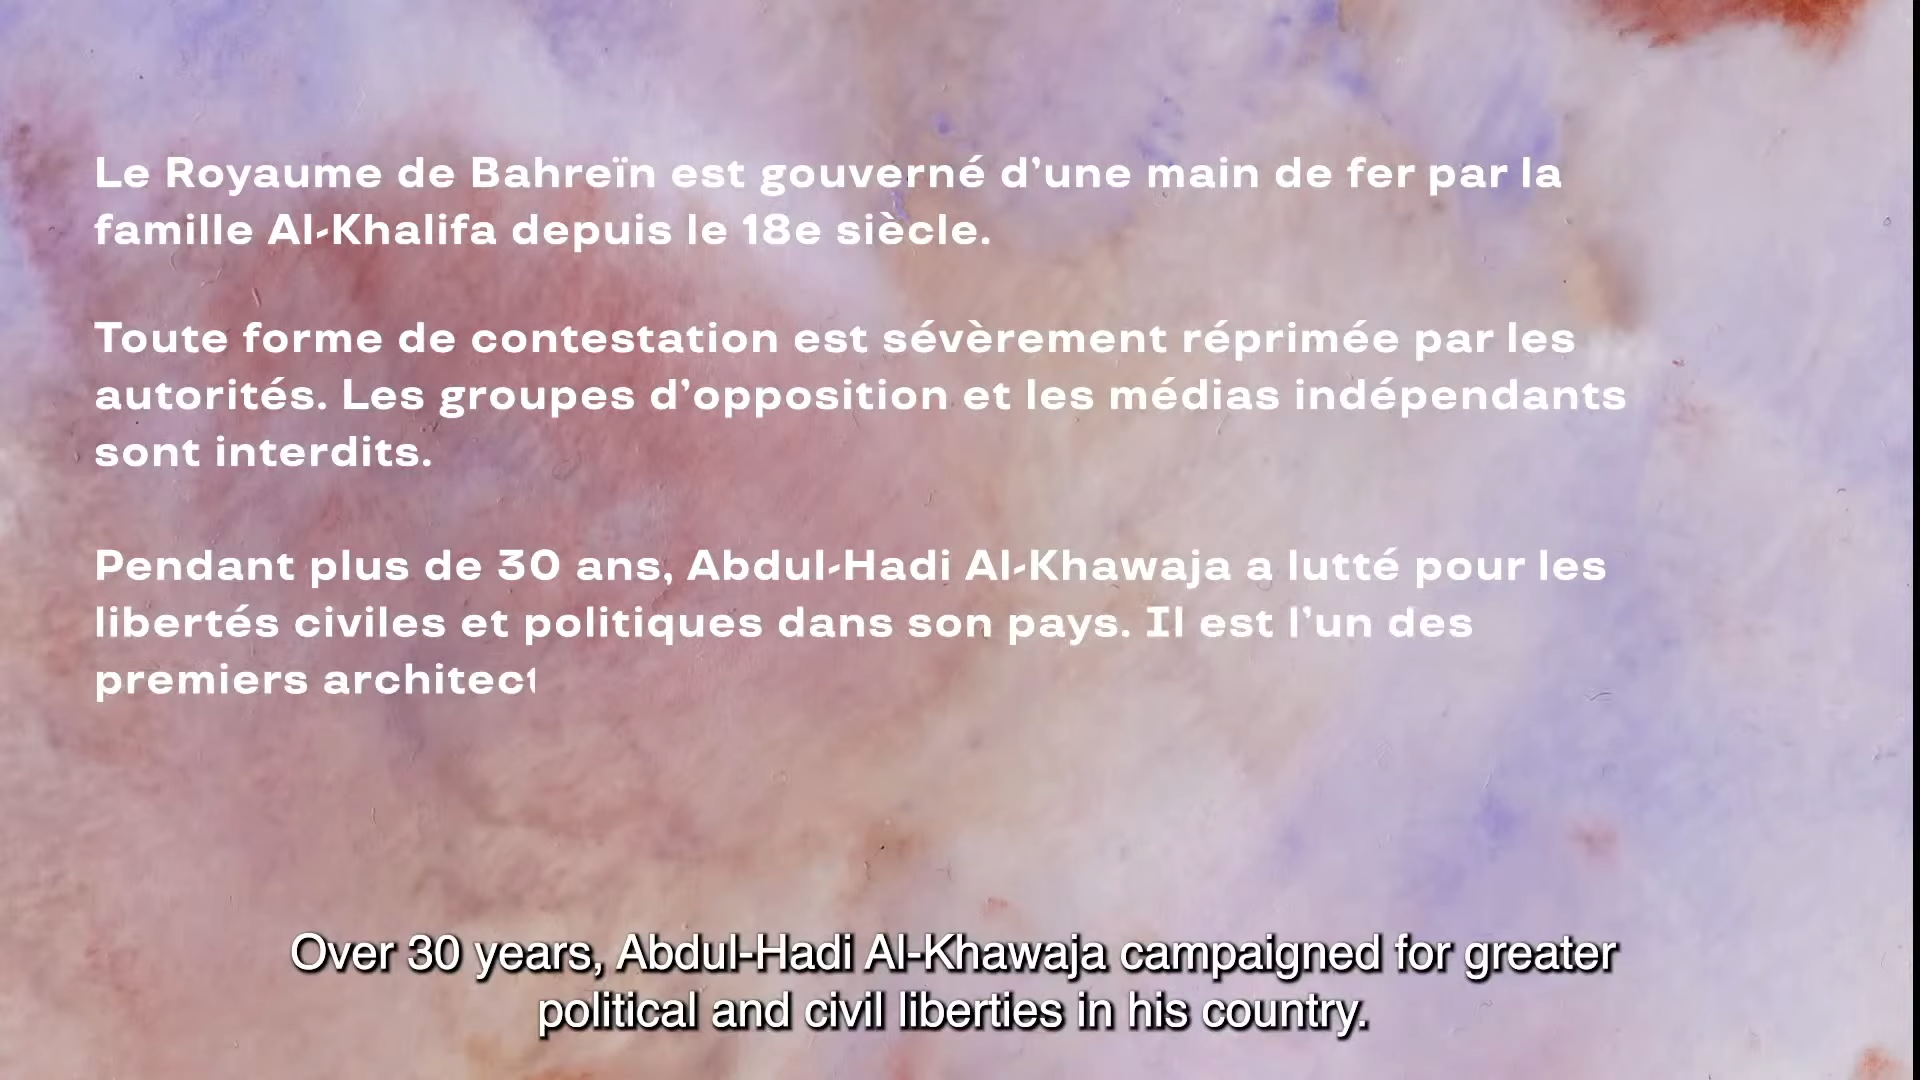 Le Royaume de Bahreïn est gouverné d’une main de fer par la
famille Al-Khalifa depuis le 18e siècle.
Toute forme de contestation est sévèrement réprimée par les
autorités. Les groupes d’opposition et les médias indépendants
sont interdits.
Pendant plus de 30 ans, Abdul-Hadi Al-Khawaja a lutté pour les
libertés civiles et politiques dans son pays. Il est l’un des
premiers architect
Over 30 years, Abdul-Hadi Al-Khawaja campaigned for greater
political and civil liberties in his country.